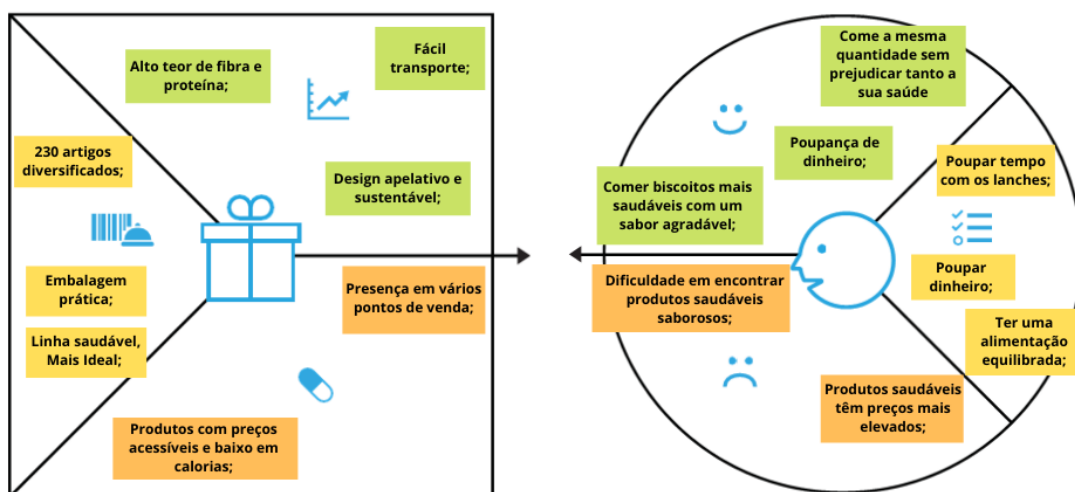 Alto teor de fibra e
proteína;
Fácil
transporte;
230 artigos
diversificados;
Design apelativo e
sustentável;
Embalagem
prática;
Linha saudável,
Mais Ideal;
Presença em vários
pontos de venda;
Produtos com preços
acessíveis e baixo em
calorias;
Come a mesma
quantidade sem
prejudicar tanto a
sua saúde
Poupança de
dinheiro;
Comer biscoitos mais
saudáveis com um
sabor agradável;
Poupar tempo
com os lanches;
Poupar
dinheiro;
Ter uma
alimentação
equilibrada;
Dificuldade em encontrar
produtos saudáveis
saborosos;
Produtos saudáveis
têm preços mais
elevados;